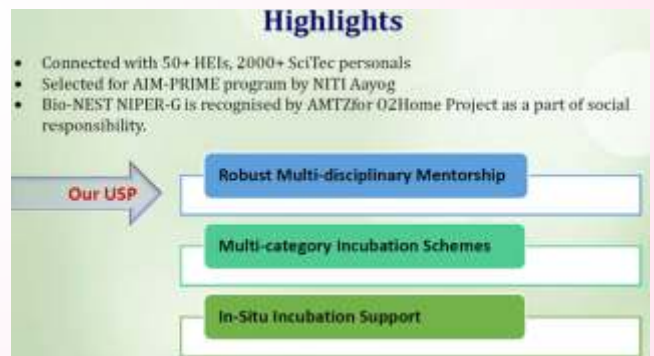 Highlights
• Connected with 50+ HEIs, 2000+ SciTec personals
• Selected for AIM-PRIME program by NITI Aayog
• Bio-NEST NIPER-G is recognised by AMTZfor O2Home Project as a part of social
responsibility.
Our USP
Robust Multi-disciplinary Mentorship
Multi-category Incubation Schemes
In-Situ Incubation Support